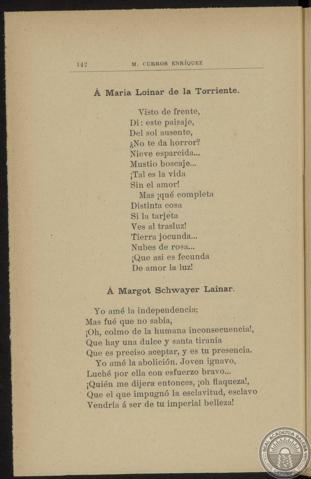 142 M. CURROS ENRÍQUEZ
Á Maria Loinar de la Torriente.
Visto de frente,
Di: este paisaje,
Del sol ausente,
¿No te da horror?
Nieve esparcida...
Mustio boscaje...
¡Tal es la vida
Sin el amor!
Mas ¡qué completa
Distinta cosa
Si la tarjeta
Ves al trasluz!
Tierra jocunda...
Nubes de rosa...
¡Que asi es fecunda
De amor la luz!
Á Margot Schwayer Lainar.
Yo amé la independencia;
Mas fué que no sabía,
¡Oh, colmo de la humana inconsecuencia!,
Que hay una dulce y santa tiranía
Que es preciso aceptar, y es tu presencia.
Yo amé la abolición. Joven ignavo,
Luché por ella con esfuerzo bravo...
¡Quién me dijera entonces, ¡oh flaqueza!,
Que el que impugnó la esclavitud, esclavo
Vendría á ser de tu imperial belleza!
REAL ACADEMIA GALEGA